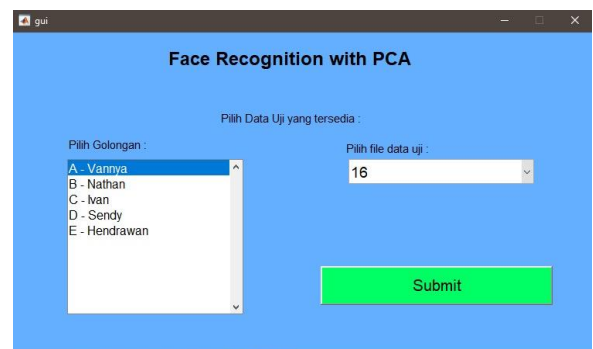 gui
Face Recognition with PCA
Pilih Data Uji yang tersedia :
Pilih Golongan :
A - Vannya
B - Nathan
C - Ivan
D - Sendy
E - Hendrawan
Pilih file data uji :
16
Submit